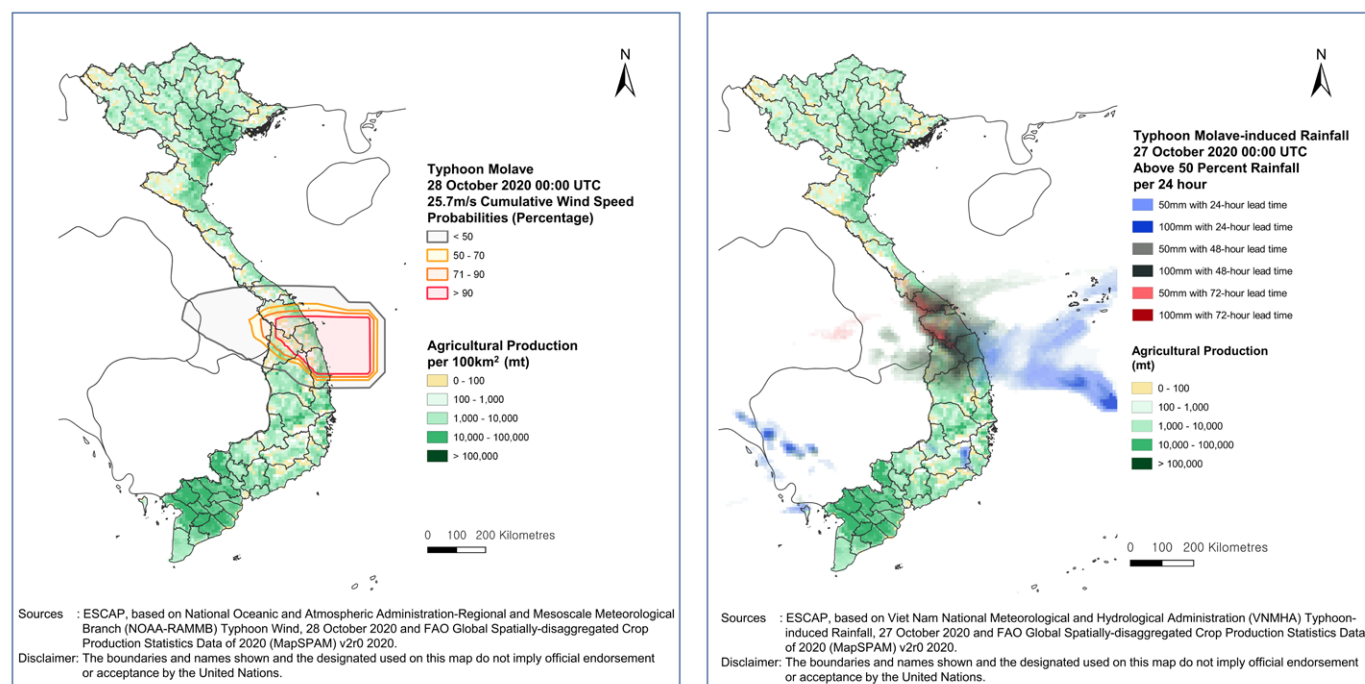 N
Typhoon Molave
28 October 2020 00:00 UTC
25.7m/s Cumulative Wind Speed
Probabilities (Percentage)
< 50
50 - 70
71 - 90
> 90
Agricultural Production
per 100km² (mt)
0 - 100
100 - 1,000
1,000 - 10,000
10,000 - 100,000
> 100,000
0 100 200 Kilometres
Sources : ESCAP, based on National Oceanic and Atmospheric Administration-Regional and Mesoscale Meteorological
Branch (NOAA-RAMMB) Typhoon Wind, 28 October 2020 and FAO Global Spatially-disaggregated Crop
Production Statistics Data of 2020 (MapSPAM) v2r0 2020.
Disclaimer: The boundaries and names shown and the designated used on this map do not imply official endorsement
or acceptance by the United Nations.
N
Typhoon Molave-induced Rainfall
27 October 2020 00:00 UTC
Above 50 Percent Rainfall
per 24 hour
50mm with 24-hour lead time
100mm with 24-hour lead time
50mm with 48-hour lead time
100mm with 48-hour lead time
50mm with 72-hour lead time
100mm with 72-hour lead time
Agricultural Production
(mt)
0 - 100
100 - 1,000
1,000 - 10,000
10,000 - 100,000
> 100,000
0 100 200 Kilometres
Sources : ESCAP, based on Viet Nam National Meteorological and Hydrological Administration (VNMHA) Typhoon-
induced Rainfall, 27 October 2020 and FAO Global Spatially-disaggregated Crop Production Statistics Data
of 2020 (MapSPAM) v2r0 2020.
Disclaimer: The boundaries and names shown and the designated used on this map do not imply official endorsement
or acceptance by the United Nations.